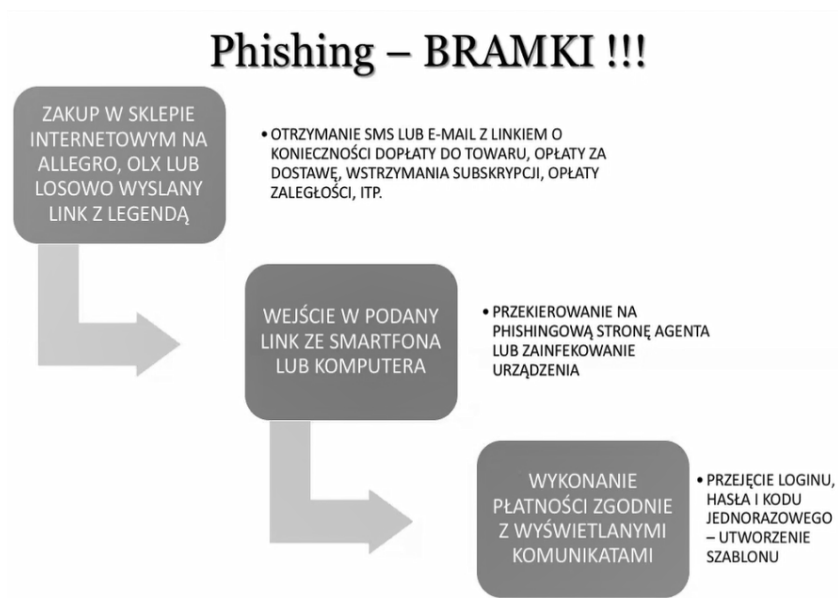 Phishing – BRAMKI !!!
ZAKUP W SKLEPIE
INTERNETOWYM NA
ALLEGRO, OLX LUB
LOSOWO WYSLANY
LINK Z LEGENDĄ
• OTRZYMANIE SMS LUB E-MAIL Z LINKIEM O
KONIECZNOŚCI DOPŁATY DO TOWARU, OPŁATY ZA
DOSTAWĘ, WSTRZYMANIA SUBSKRYPCJI, OPŁATY
ZALEGŁOŚCI, ITP.
WEJŚCIE W PODANY
LINK ZE SMARTFONA
LUB KOMPUTERA
• PRZEKIEROWANIE NA
PHISHINGOWĄ STRONĘ AGENTA
LUB ZAINFEKOWANIE
URZĄDZENIA
WYKONANIE
PŁATNOŚCI ZGODNIE
Z WYŚWIETLANYMI
KOMUNIKATAMI
• PRZEJĘCIE LOGINU,
HASŁA I KODU
JEDNORAZOWEGO
– UTWORZENIE
SZABLONU